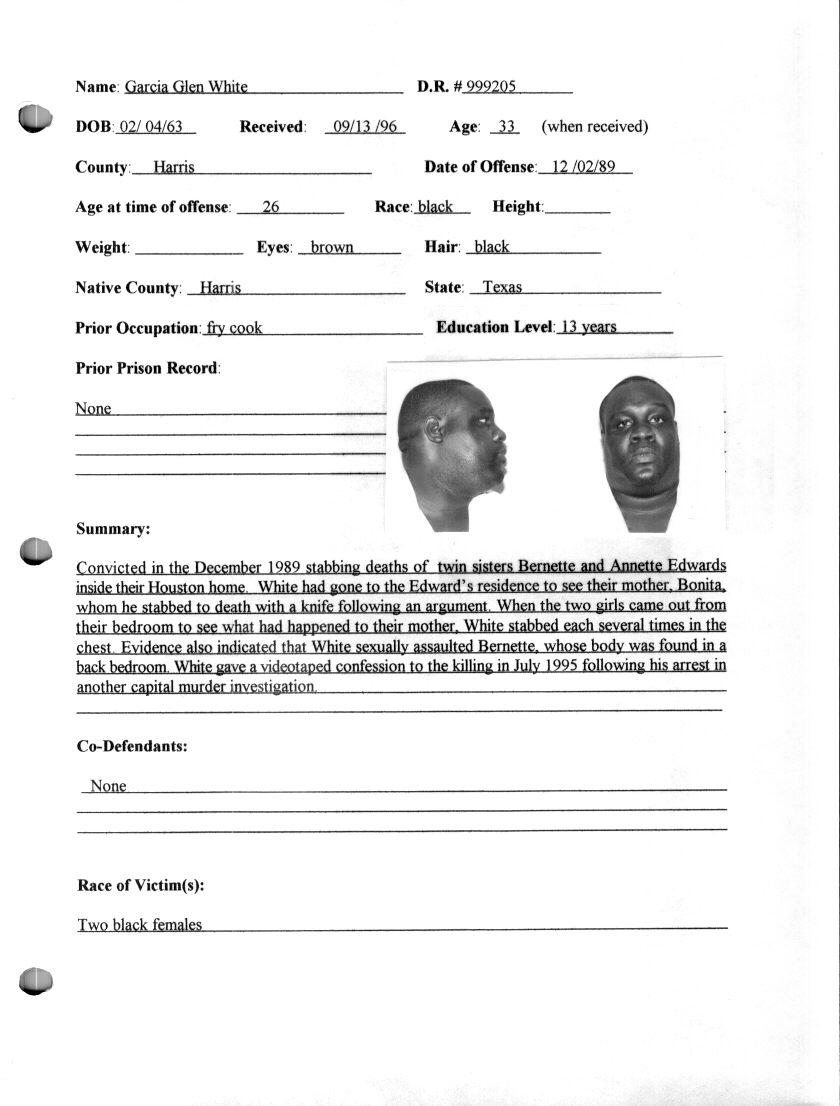 Name: Garcia Glen White D.R. # 999205
DOB: 02/ 04/63 Received: 09/13 /96 Age: 33 (when received)
County: Harris Date of Offense: 12 /02/89
Age at time of offense: 26 Race: black Height:
Weight: Eyes: brown Hair: black
Native County: Harris State: Texas
Prior Occupation: fry cook Education Level: 13 years
Prior Prison Record:
None
Summary:
Convicted in the December 1989 stabbing deaths of twin sisters Bernette and Annette Edwards
inside their Houston home. White had gone to the Edward's residence to see their mother, Bonita,
whom he stabbed to death with a knife following an argument. When the two girls came out from
their bedroom to see what had happened to their mother, White stabbed each several times in the
chest. Evidence also indicated that White sexually assaulted Bernette, whose body was found in a
back bedroom. White gave a videotaped confession to the killing in July 1995 following his arrest in
another capital murder investigation.
Co-Defendants:
None
Race of Victim(s):
Two black females